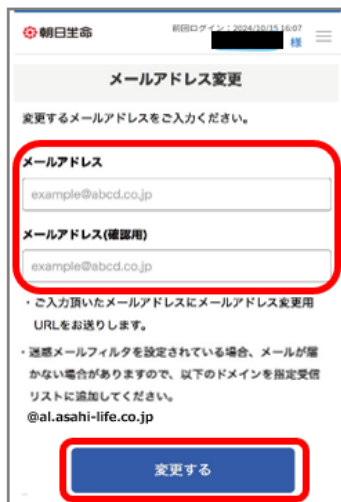 朝日生命
前回ログイン：2024/10/15 16:07
様
メールアドレス変更
変更するメールアドレスをご入力ください。
メールアドレス
example@abcd.co.jp
メールアドレス(確認用)
example@abcd.co.jp
・ご入力頂いたメールアドレスにメールアドレス変更用
URLをお送りします。
・迷惑メールフィルタを設定されている場合、メールが届
かない場合がありますので、以下のドメインを指定受信
リストに追加してください。
@al.asahi-life.co.jp
変更する